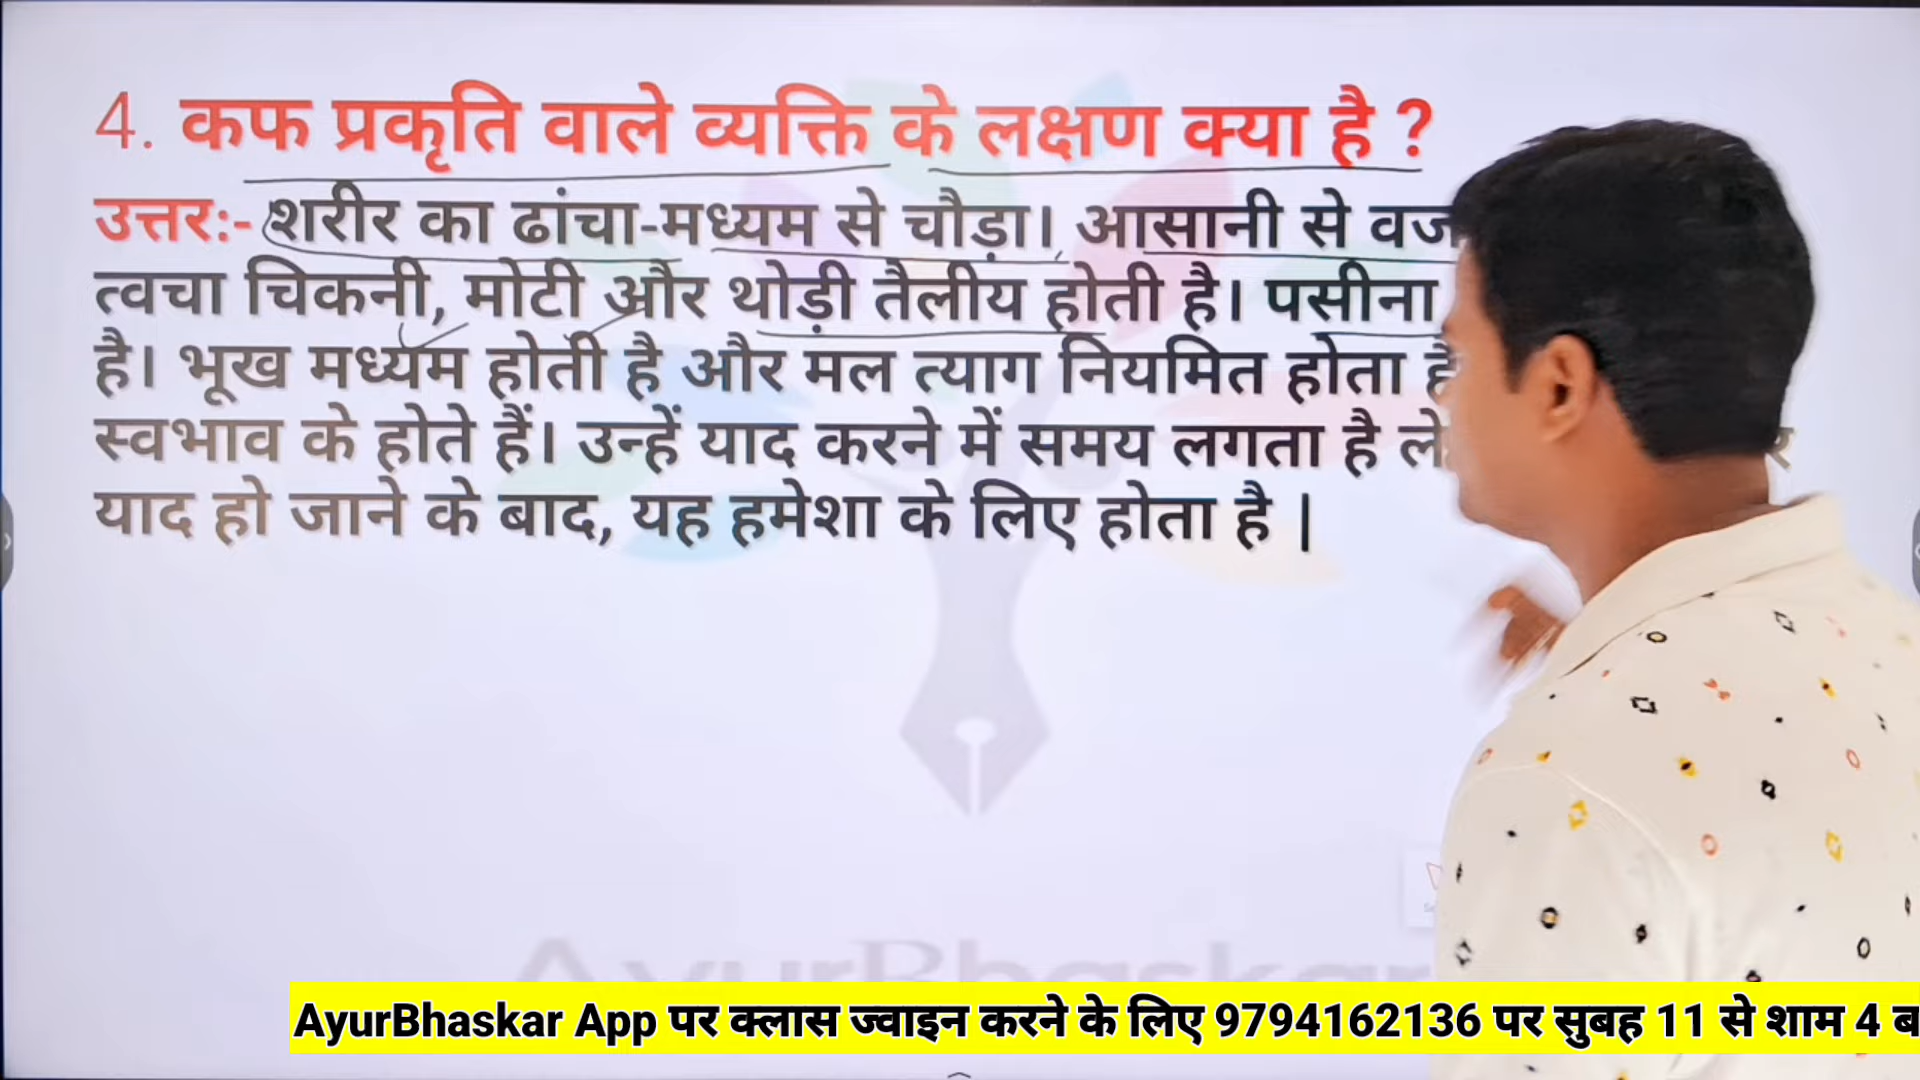 4. कफ प्रकृति वाले व्यक्ति के लक्षण क्या है ?
उत्तर:- शरीर का ढांचा-मध्यम से चौड़ा। आसानी से
त्वचा चिकनी, मोटी और थोड़ी तैलीय होती है। पसीना
है। भूख मध्यम होती है और मल त्याग नियमित होता है
स्वभाव के होते हैं। उन्हें याद करने में समय लगता है
याद हो जाने के बाद, यह हमेशा के लिए होता है |
AyurBhaskar
AyurBhaskar App पर क्लास ज्वाइन करने के लिए 9794162136 पर सुबह 11 से शाम 4